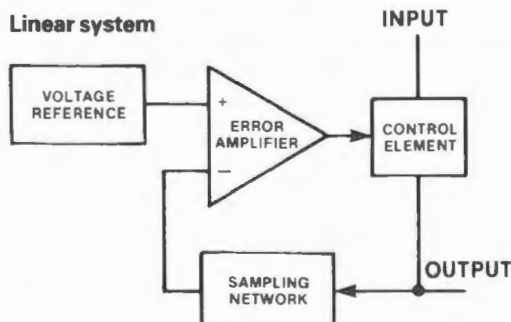 Linear system
INPUT
VOLTAGE
REFERENCE
+
ERROR
AMPLIFIER
−
CONTROL
ELEMENT
SAMPLING
NETWORK
OUTPUT